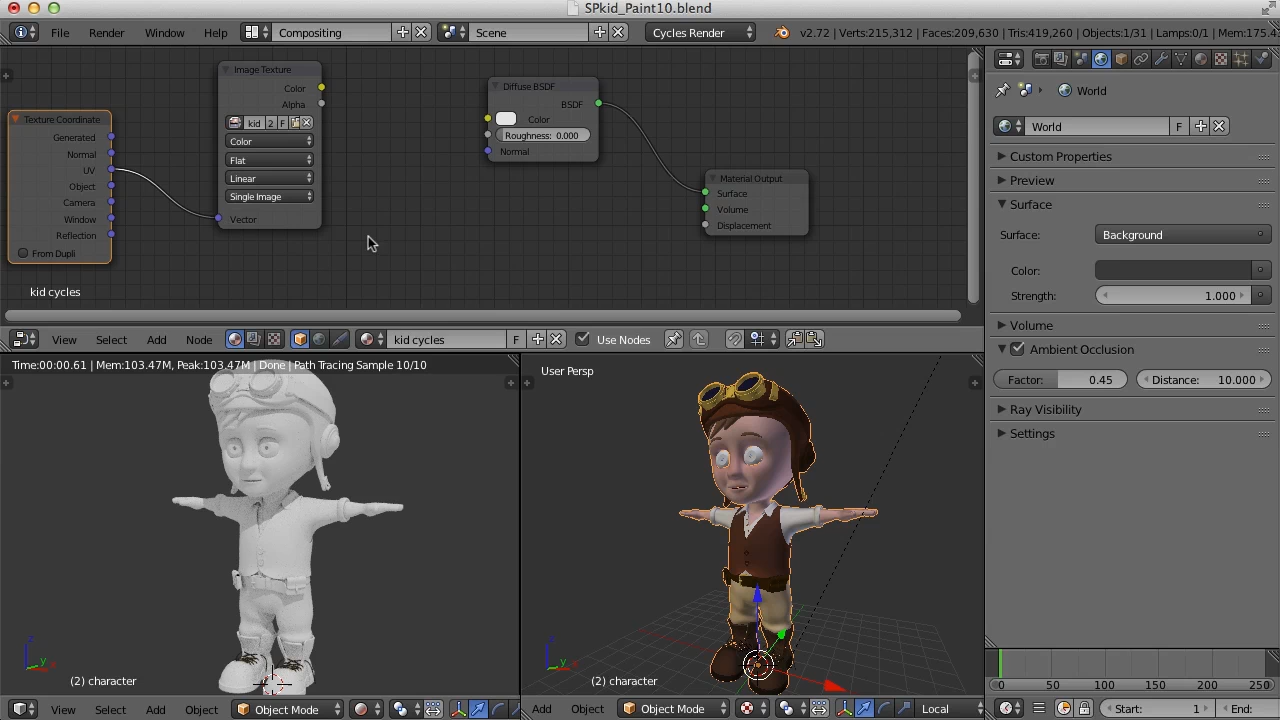 SPkid_Paint10.blend
File Render Window Help Compositing Scene Cycles Render v2.72 | Verts:215,312 | Faces:209,630 | Tris:419,260 | Objects:1/31 | Lamps:0/1 | Mem:175.4
Image Texture
Color
Alpha
kid 2 F
Color
Flat
Linear
Single Image
Vector
Texture Coordinate
Generated
Normal
UV
Object
Camera
Window
Reflection
From Dupli
Diffuse BSDF
BSDF
Color
Roughness: 0.000
Normal
Material Output
Surface
Volume
Displacement
kid cycles
View Select Add Node kid cycles F Use Nodes
World
World F
Custom Properties
Preview
Surface
Surface: Background
Color:
Strength: 1.000
Volume
Ambient Occlusion
Factor: 0.45 Distance: 10.000
Ray Visibility
Settings
Time:00:00.61 | Mem:103.47M, Peak:103.47M | Done | Path Tracing Sample 10/10
z
y
(2) character
View Select Add Object Object Mode
User Persp
z
y
(2) character
Add Object Object Mode Local
0 50 100 150 200 250
Start: 1 End: